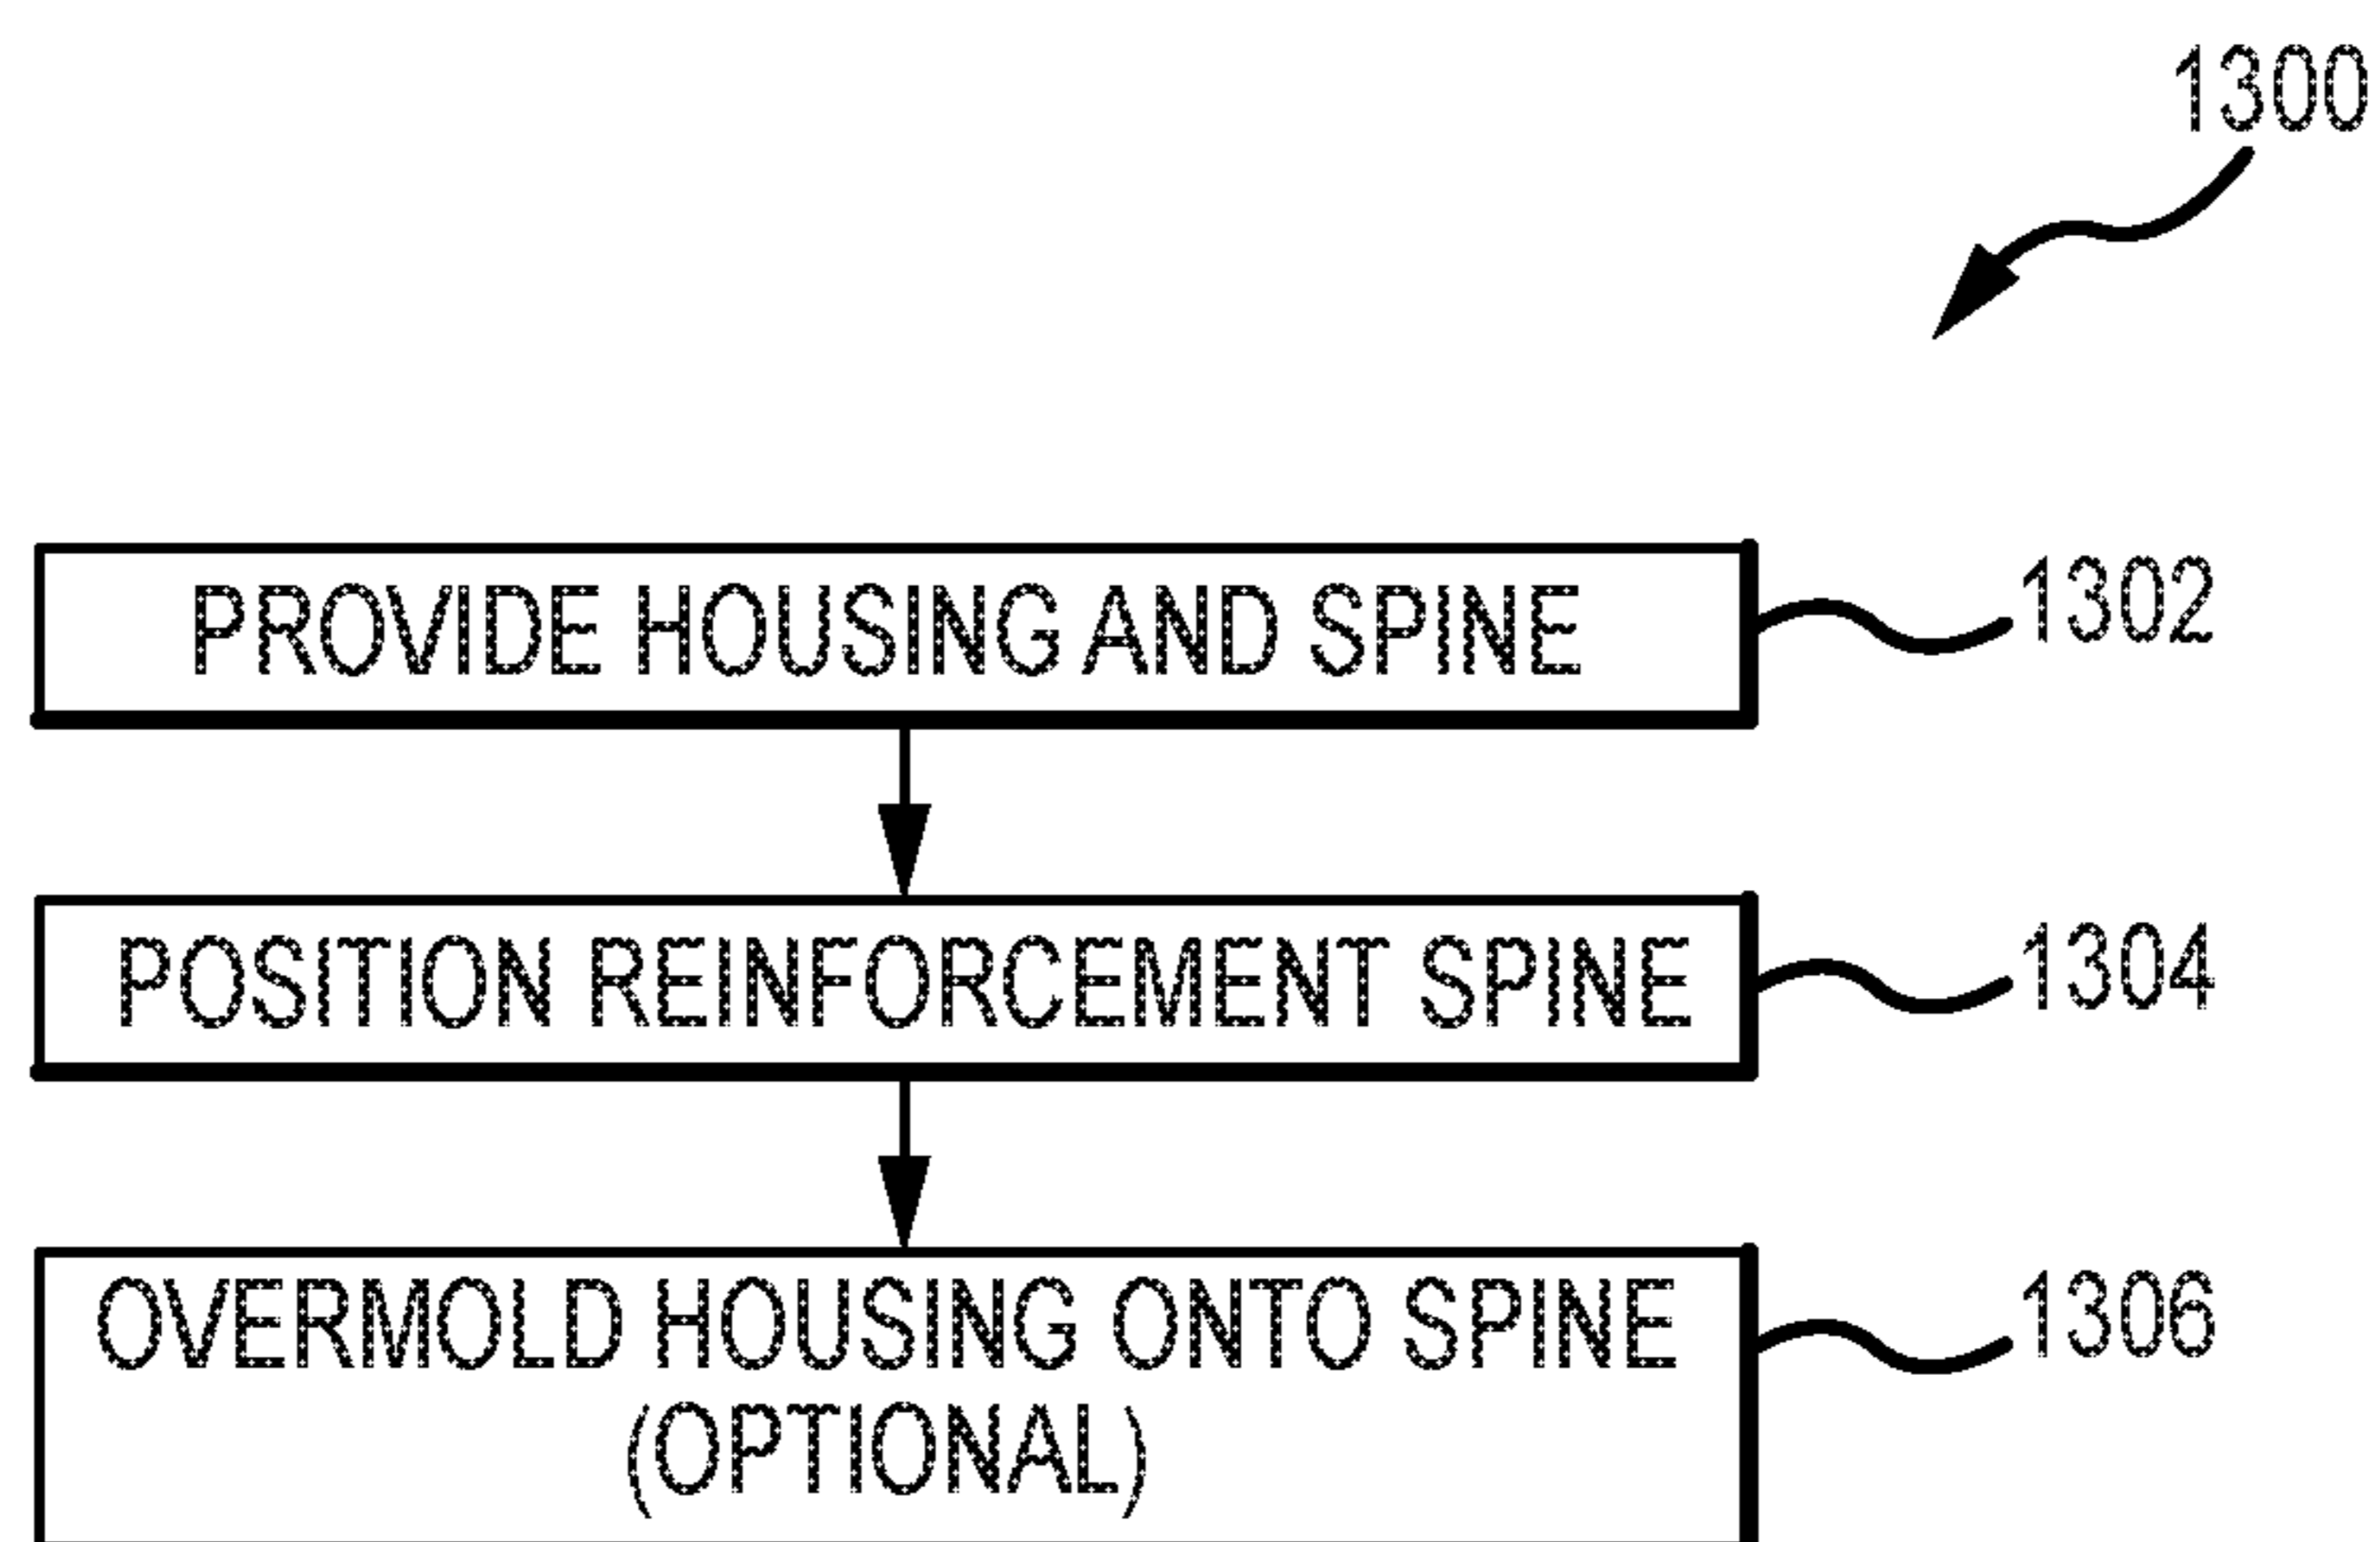 1300
PROVIDE HOUSING AND SPINE
1302
POSITION REINFORCEMENT SPINE
1304
OVERMOLD HOUSING ONTO SPINE
(OPTIONAL)
1306